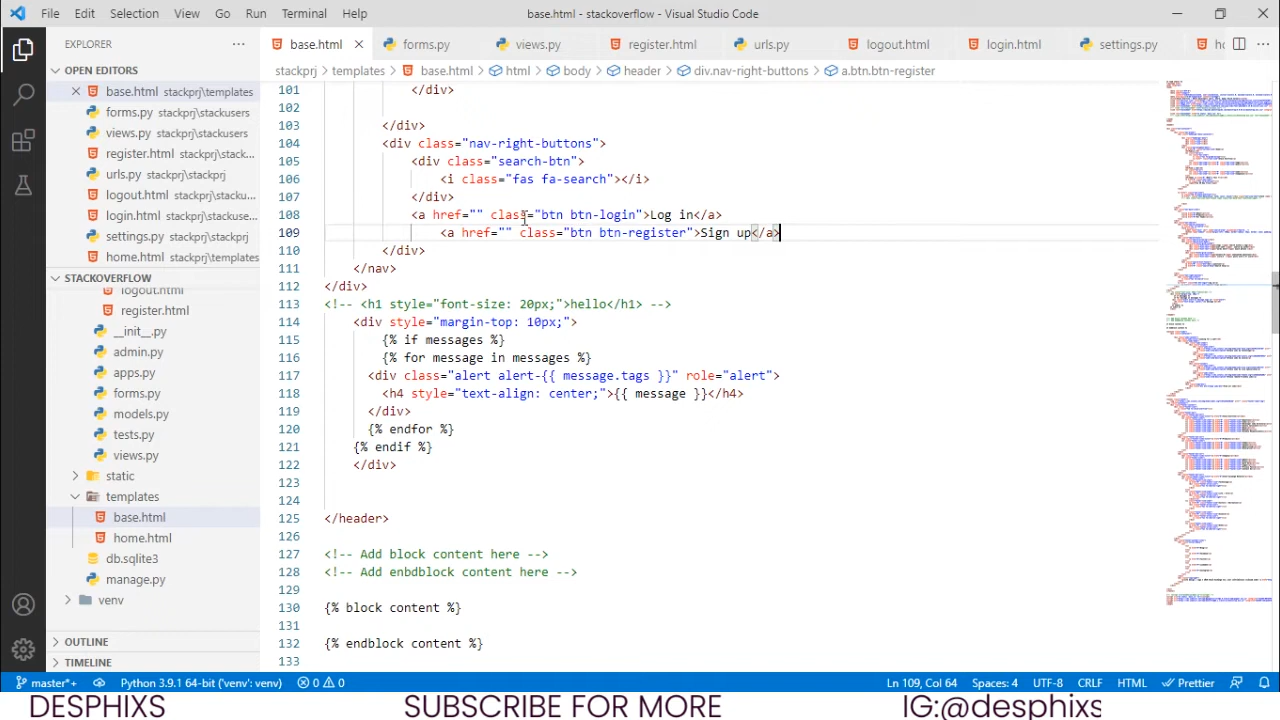 File Edit Selection View Go Run Terminal Help base.html - stackoverflow - Visual Studio Code
EXPLORER
base.html forms.py views.py register.html urls.py logout.html login.html settings.py
OPEN EDITORS
base.html stackprj\templates
forms.py stackprj\stackusers
views.py stackprj\stackusers
register.html stackprj\stack...
urls.py stackprj\stackprj
logout.html stackprj\stack...
login.html stackprj\stackuse...
settings.py stackprj\stackprj
home.html stackprj\templates
STACKOVERFLOW
logout.html
register.html
__init__.py
admin.py
apps.py
forms.py
models.py
tests.py
views.py
static
templates
base.html
home.html
db.sqlite3
manage.py
venv
OUTLINE
TIMELINE
stackprj templates base.html html body header div.nav-right-buttons a.btn.btn-register
101 </div>
102
103 </div>
104 <div class="nav-right-buttons">
105 <div class="search-btn">
106 <i class="fas fa-search"></i>
107 </div>
108 <a href="" class="btn btn-login">Log in</a>
109 <a href="" class="btn btn-register">Sign up</a>
110 </div>
111 </nav>
112 </div>
113 <!-- <h1 style="font-size: 20px;">hello</h1> -->
114 <div style="margin-top: 10px;">
115 {% if messages %}
116 {% for message in messages %}
117 <div class="alert alert-{{ message.tags }}" role="alert">
118 <h4 style="text-align: center;">{{ message }}</h4>
119 </div>
120 {% endfor %}
121 {% endif %}
122 </div>
123
124
125 </header>
126
127 <!-- Add block content here -->
128 <!-- Add enbblock content here -->
129
130 {% block content %}
131
132 {% endblock content %}
133
master*+ Python 3.9.1 64-bit ('venv': venv) 0 0 Ln 109, Col 64 Spaces: 4 UTF-8 CRLF HTML Prettier
DESPHIXS SUBSCRIBE FOR MORE IG:@desphixs